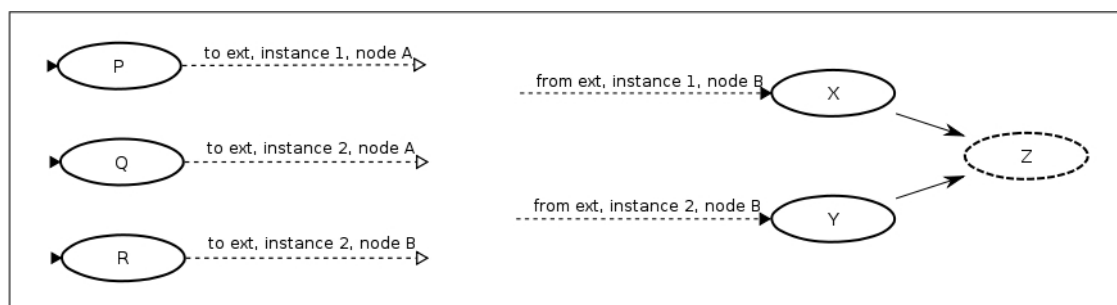 P
to ext, instance 1, node A
Q
to ext, instance 2, node A
R
to ext, instance 2, node B
from ext, instance 1, node B
X
from ext, instance 2, node B
Y
Z